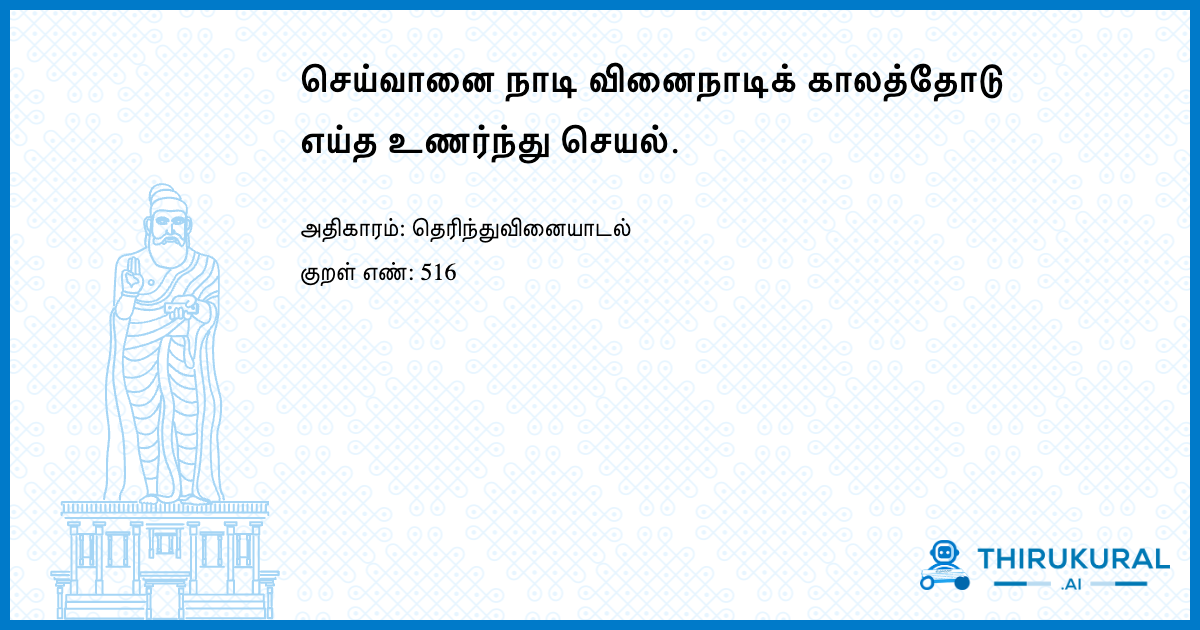 செய்வானை நாடி வினைநாடிக் காலத்தோடு
எய்த உணர்ந்து செயல்.
அதிகாரம்: தெரிந்துவினையாடல்
குறள் எண்: 516
THIRUKURAL
.AI